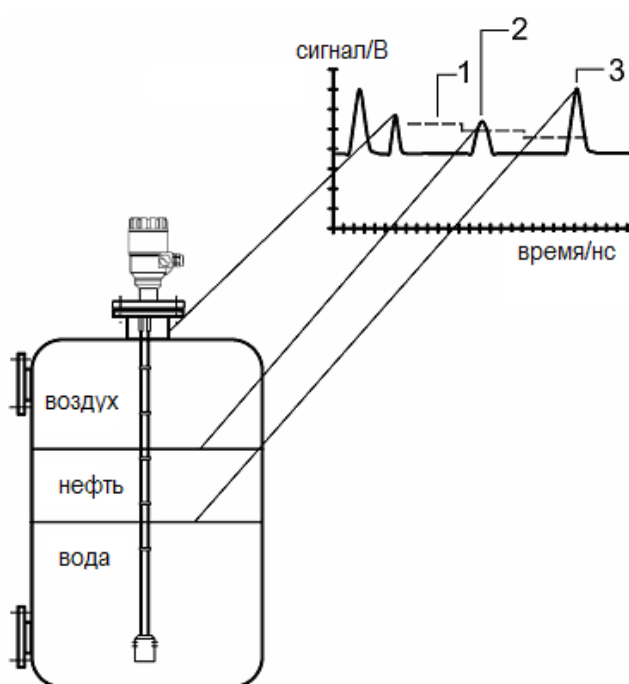 сигнал/В
1
2
3
время/нс
воздух
нефть
вода